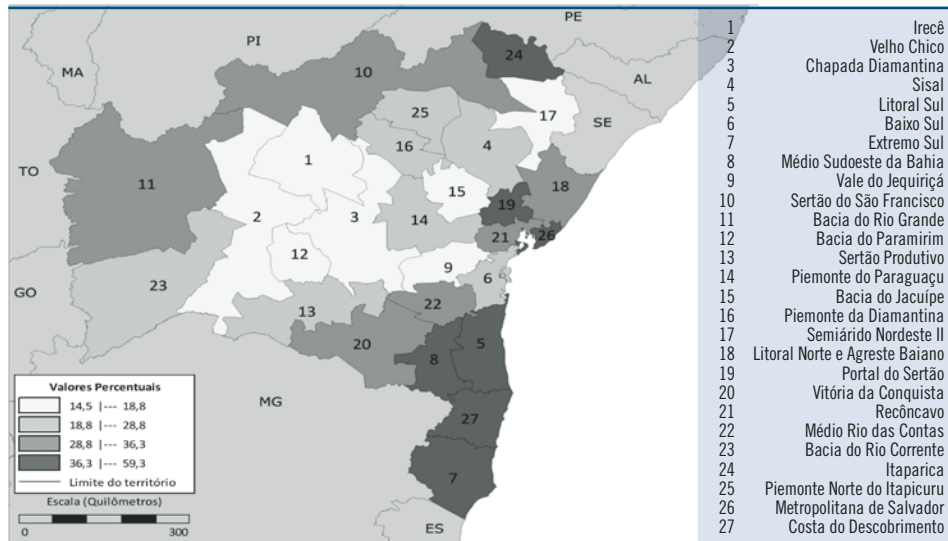 PE
PI
24
10
MA
AL
25
17
SE
1
16
4
TO
15
11
18
19
2
3
14
21
26
12
9
6
23
GO
13
22
20
8
5
MG
27
7
ES
Valores Percentuais
14,5 |--- 18,8
18,8 |--- 28,8
28,8 |--- 36,3
36,3 |--- 59,3
Limite do território
Escala (Quilômetros)
0 300
1 Irecê
2 Velho Chico
3 Chapada Diamantina
4 Sisal
5 Litoral Sul
6 Baixo Sul
7 Extremo Sul
8 Médio Sudoeste da Bahia
9 Vale do Jequiriçá
10 Sertão do São Francisco
11 Bacia do Rio Grande
12 Bacia do Paramirim
13 Sertão Produtivo
14 Piemonte do Paraguaçu
15 Bacia do Jacuípe
16 Piemonte da Diamantina
17 Semiárido Nordeste II
18 Litoral Norte e Agreste Baiano
19 Portal do Sertão
20 Vitória da Conquista
21 Recôncavo
22 Médio Rio das Contas
23 Bacia do Rio Corrente
24 Itaparica
25 Piemonte Norte do Itapicuru
26 Metropolitana de Salvador
27 Costa do Descobrimento